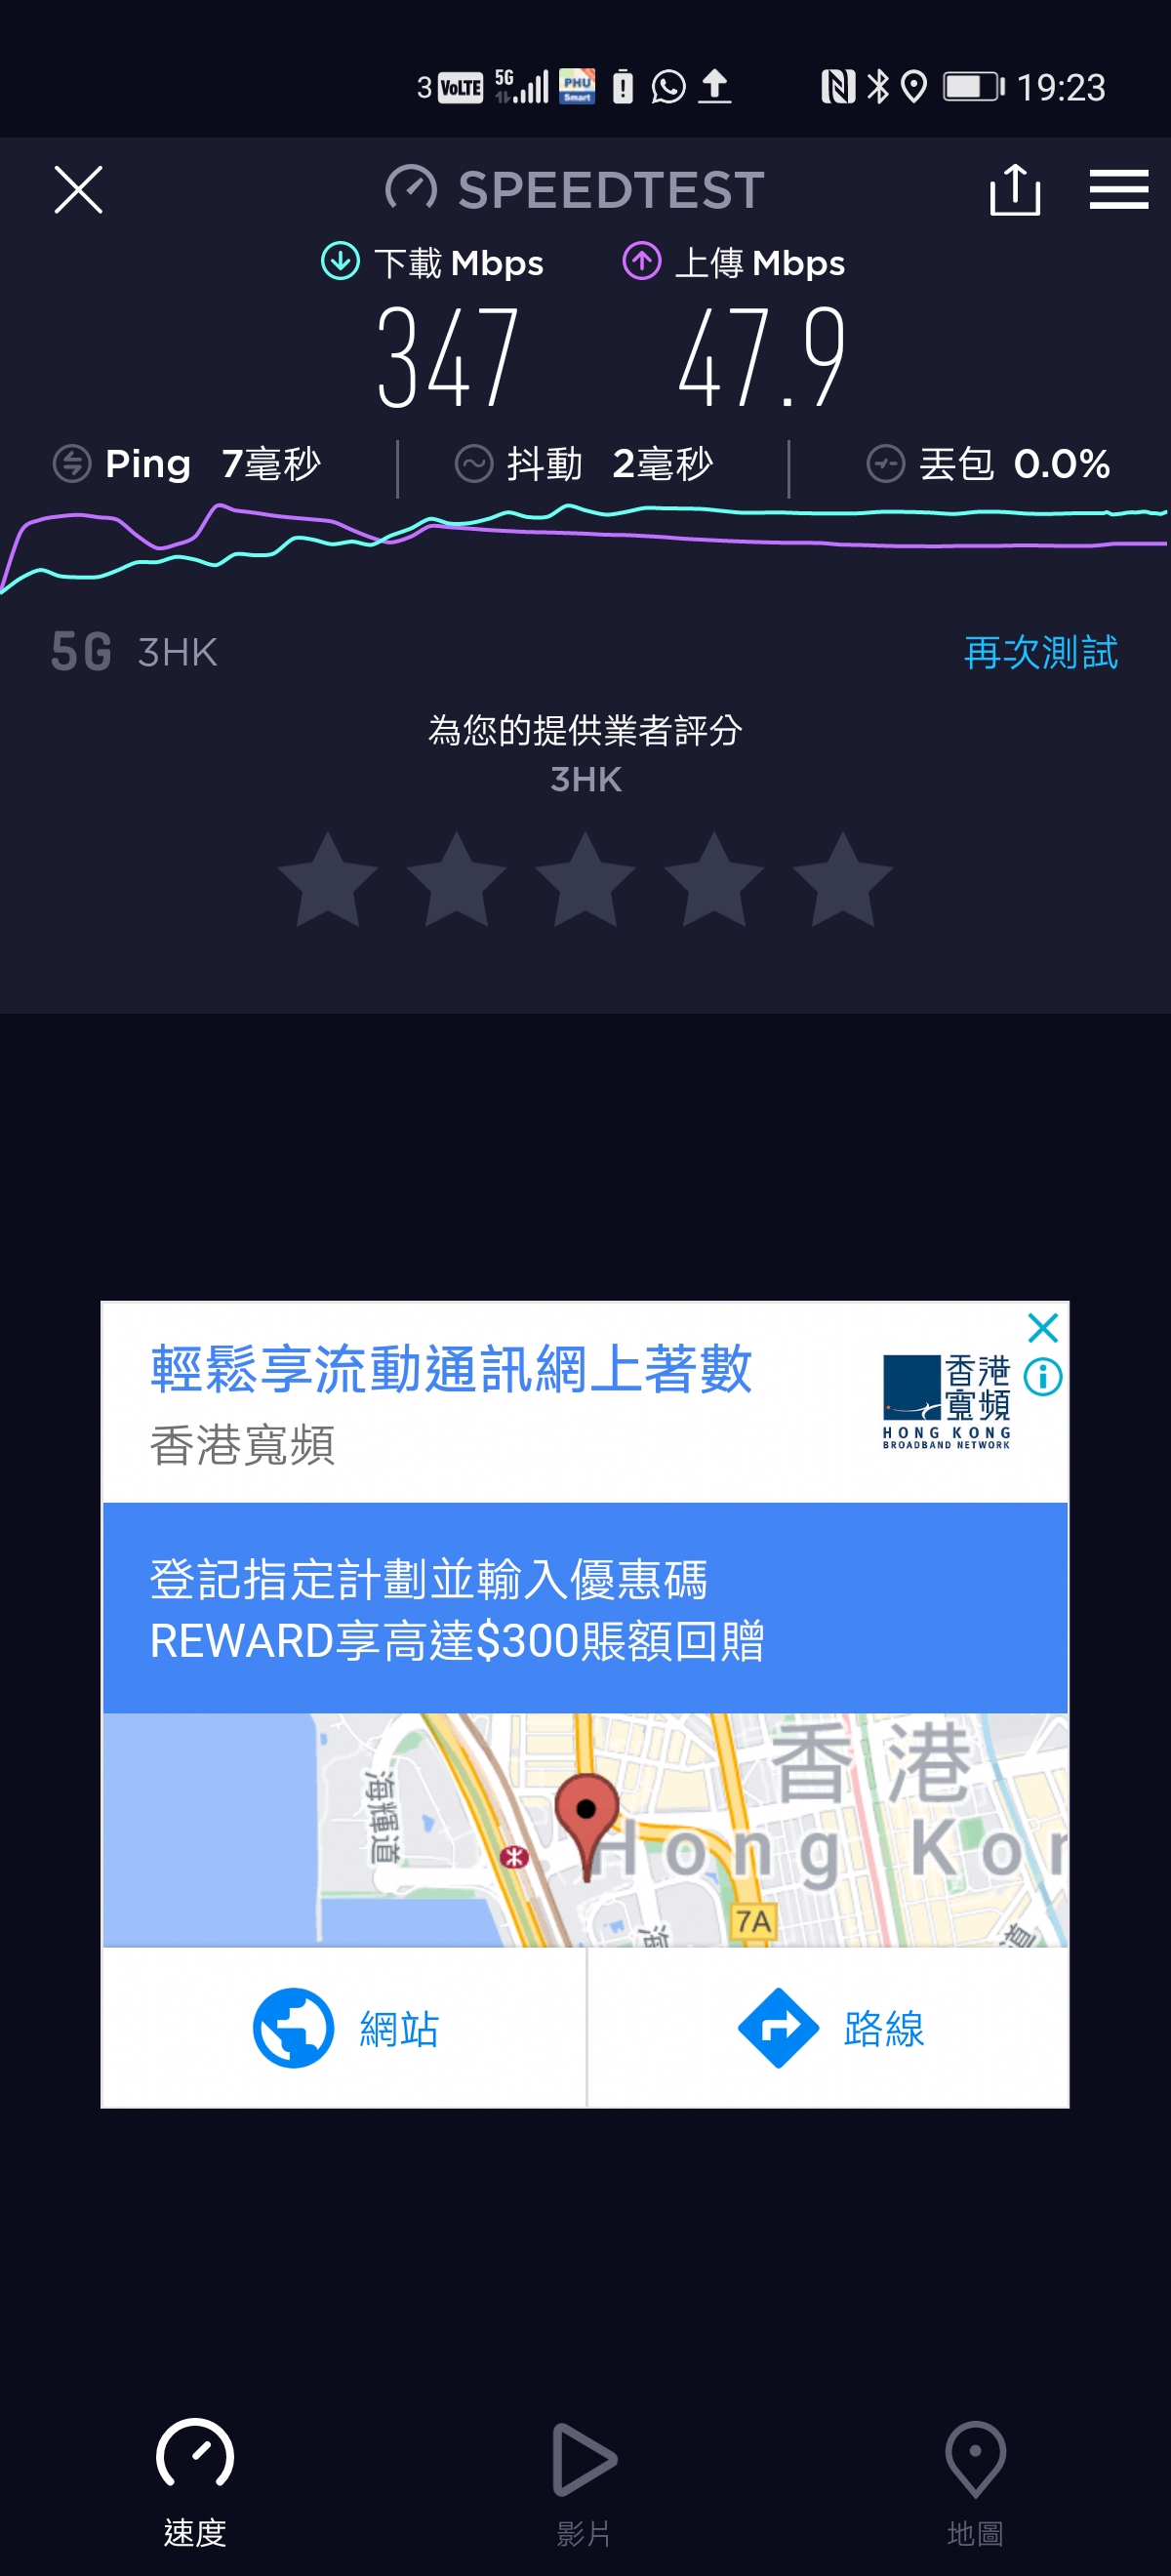 3 VoLTE 5G PHU Smart 19:23
SPEEDTEST
下載 Mbps 上傳 Mbps
347 47.9
Ping 7毫秒 抖動 2毫秒 丟包 0.0%
5G 3HK 再次測試
為您的提供業者評分
3HK
輕鬆享流動通訊網上著數
香港寬頻
香港
寬頻
HONG KONG
BROADBAND NETWORK
登記指定計劃並輸入優惠碼
REWARD享高達$300賬額回贈
香港
海輝道
Hong Kon
7A
海
道
網站 路線
速度 影片 地圖